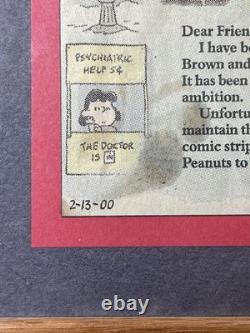 Dear Frien
I have be
Brown and
It has been
ambition.
Unfortu
maintain th
comic strip
Peanuts to
PSYCHIATRIC
HELP 5¢
THE DOCTOR
IS IN
2-13-00
© ebay